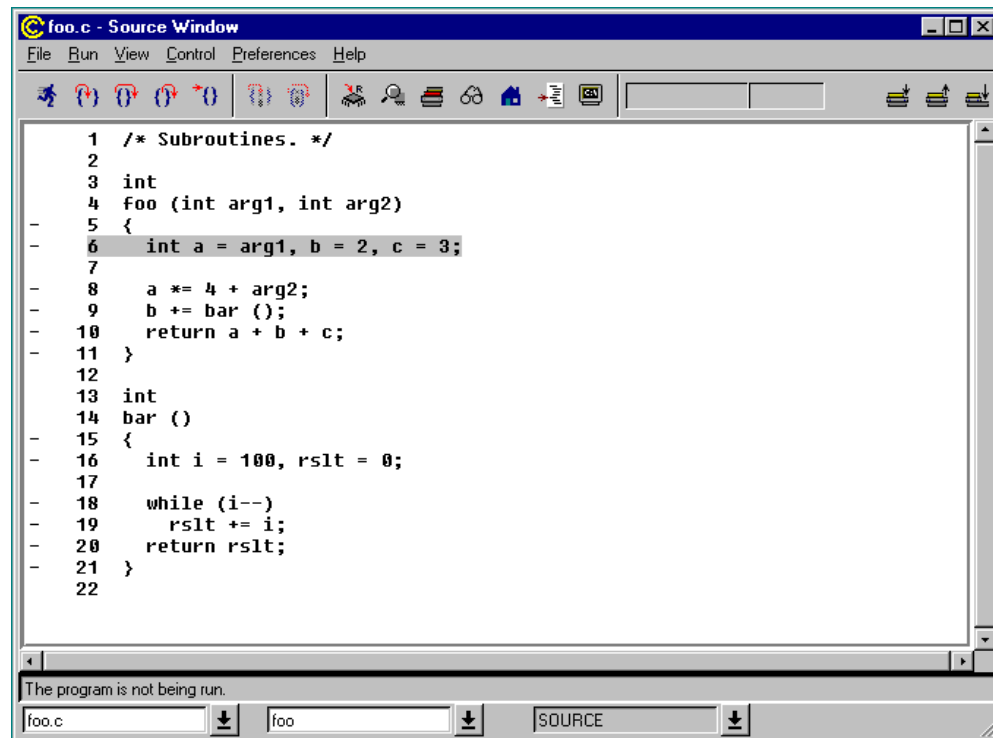 foo.c - Source Window
File Run View Control Preferences Help
1 /* Subroutines. */
2
3 int
4 foo (int arg1, int arg2)
- 5 {
- 6 int a = arg1, b = 2, c = 3;
7
- 8 a *= 4 + arg2;
- 9 b += bar ();
- 10 return a + b + c;
- 11 }
12
13 int
14 bar ()
- 15 {
- 16 int i = 100, rslt = 0;
17
- 18 while (i--)
- 19 rslt += i;
- 20 return rslt;
- 21 }
22
The program is not being run.
foo.c foo SOURCE